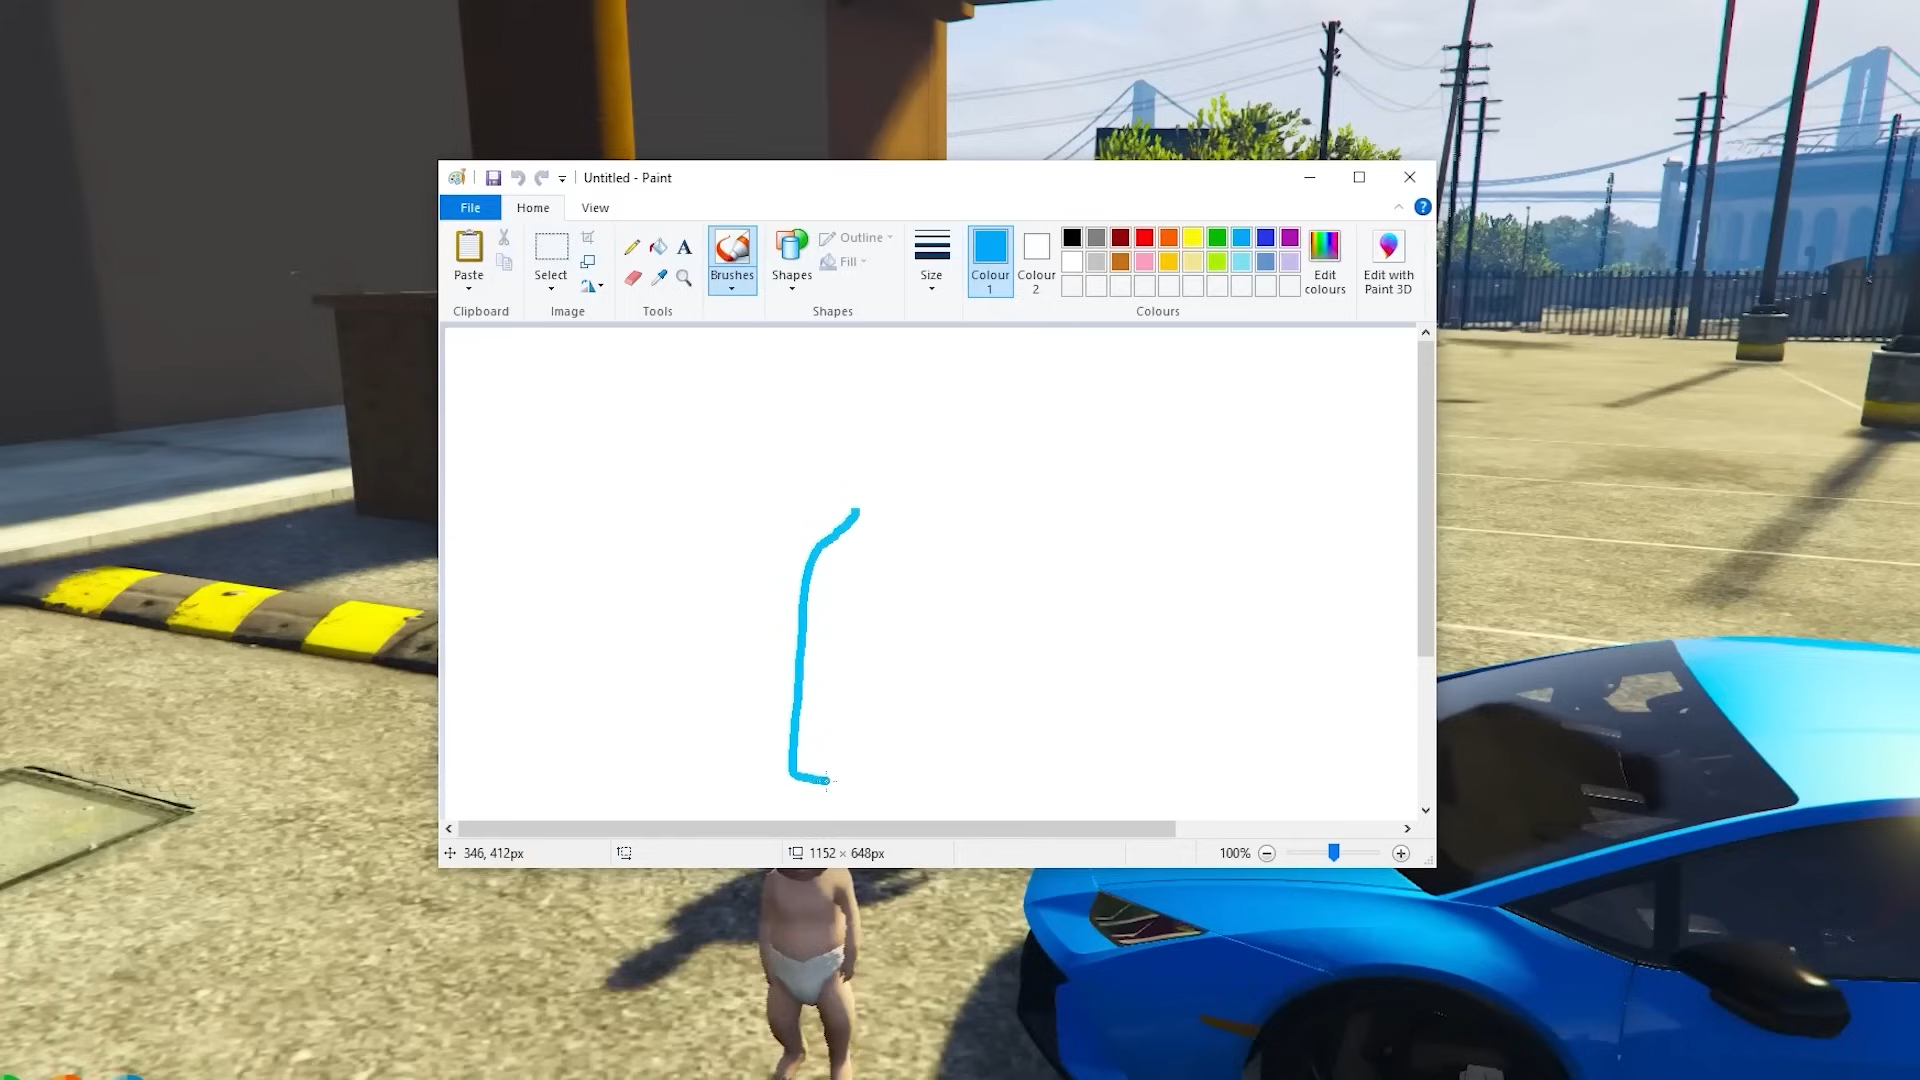 Untitled - Paint
File Home View
Paste
Select
A
Brushes
Shapes
Outline
Fill
Size
Colour 1
Colour 2
Edit colours
Edit with Paint 3D
Clipboard Image Tools Shapes Colours
346, 412px 1152 × 648px 100%